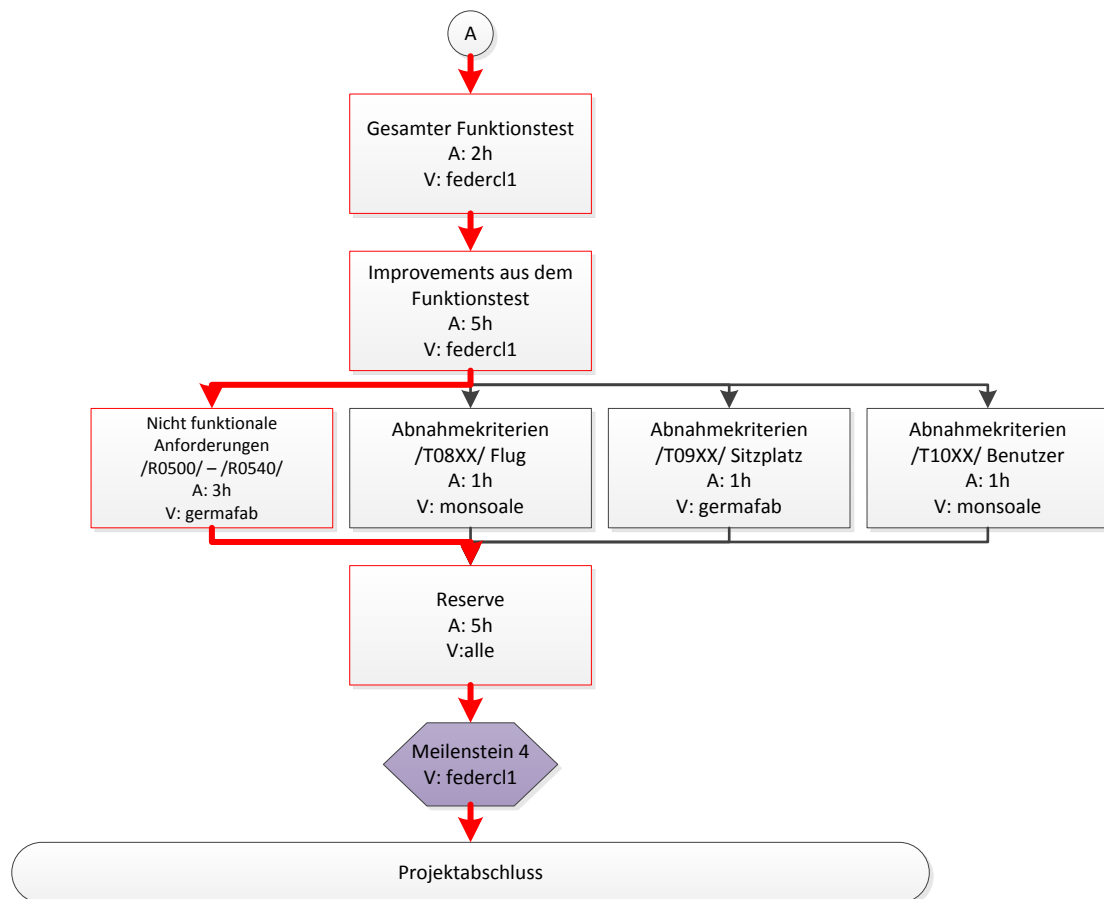 A
Gesamter Funktionstest
A: 2h
V: federcl1
Improvements aus dem
Funktionstest
A: 5h
V: federcl1
Nicht funktionale
Anforderungen
/R0500/ – /R0540/
A: 3h
V: germafab
Abnahmekriterien
/T08XX/ Flug
A: 1h
V: monsoale
Abnahmekriterien
/T09XX/ Sitzplatz
A: 1h
V: germafab
Abnahmekriterien
/T10XX/ Benutzer
A: 1h
V: monsoale
Reserve
A: 5h
V:alle
Meilenstein 4
V: federcl1
Projektabschluss